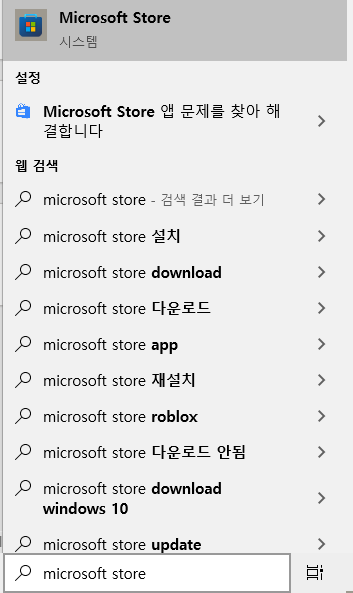 Microsoft Store
시스템
설정
Microsoft Store 앱 문제를 찾아 해
결합니다
웹 검색
microsoft store - 검색 결과 더 보기
microsoft store 설치
microsoft store download
microsoft store 다운로드
microsoft store app
microsoft store 재설치
microsoft store roblox
microsoft store 다운로드 안됨
microsoft store download
windows 10
microsoft store update
microsoft store